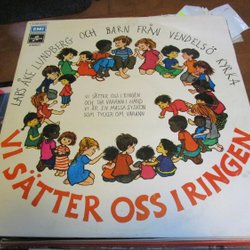 EMI
LARS ÅKE LUNDBERG OCH BARN FRÅN VENDELSÖ KYRKA
VI SÄTTER OSS I RINGEN
OCH TAR VARANN I HAND
VI ÄR EN MASSA SYSKON
SOM TYCKER OM VARANN
VI SÄTTER OSS I RINGEN